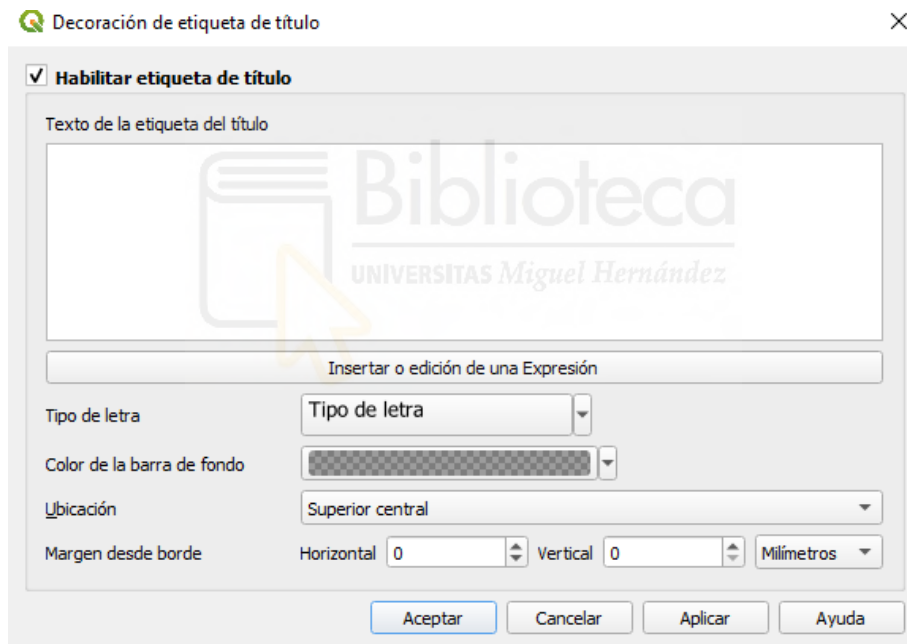 Decoración de etiqueta de título
Habilitar etiqueta de título
Texto de la etiqueta del título
Biblioteca
UNIVERSITAS Miguel Hernández
Insertar o edición de una Expresión
Tipo de letra Tipo de letra
Color de la barra de fondo
Ubicación Superior central
Margen desde borde Horizontal 0 Vertical 0 Milímetros
Aceptar Cancelar Aplicar Ayuda